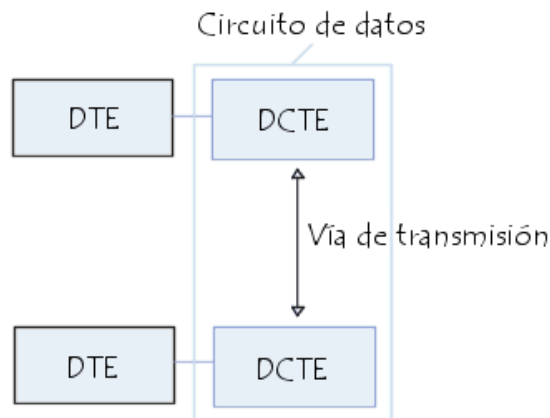 Circuito de datos
DTE
DCTE
Vía de transmisión
DTE
DCTE